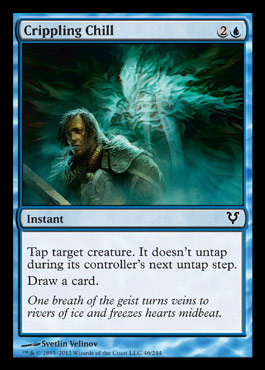 Crippling Chill 2
Instant
Tap target creature. It doesn't untap
during its controller's next untap step.
Draw a card.
One breath of the geist turns veins to
rivers of ice and freezes hearts midbeat.
Svetlin Velinov
™ & © 1993–2012 Wizards of the Coast LLC 46/244